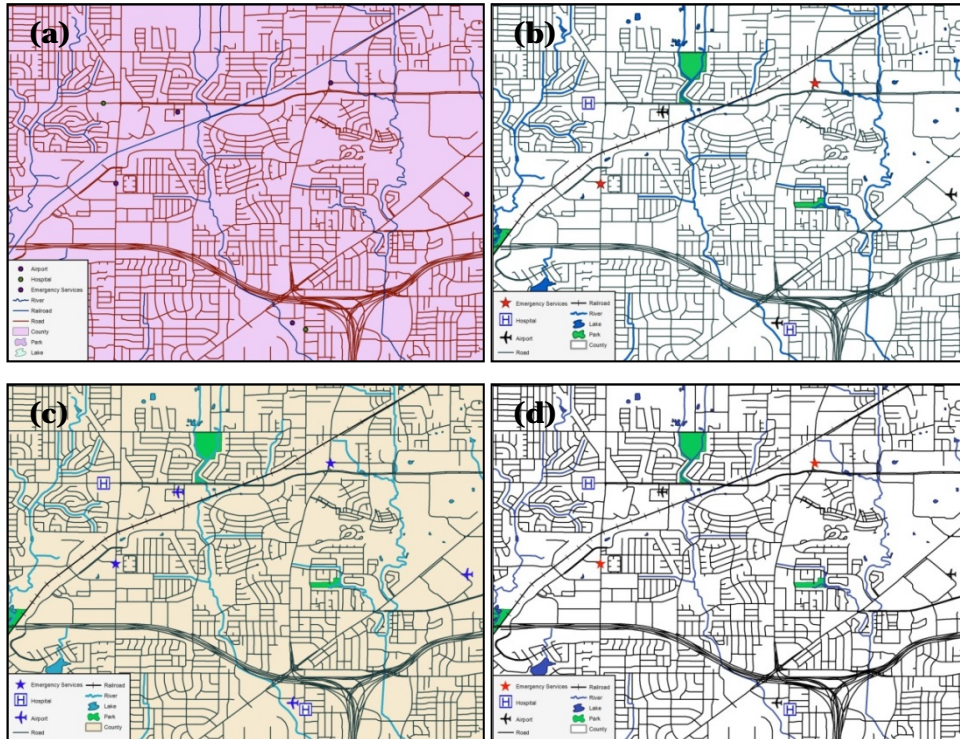 (a)
Airport
Hospital
Emergency Services
River
Railroad
Road
County
Park
Lake
(b)
Emergency Services
Railroad
H
Hospital
River
Lake
Airport
Park
Road
County
H
H
(c)
H
Emergency Services
Railroad
H
Hospital
River
Lake
Airport
Park
Road
County
H
(d)
H
Emergency Services
Railroad
H
Hospital
River
Lake
Airport
Park
Road
County
H